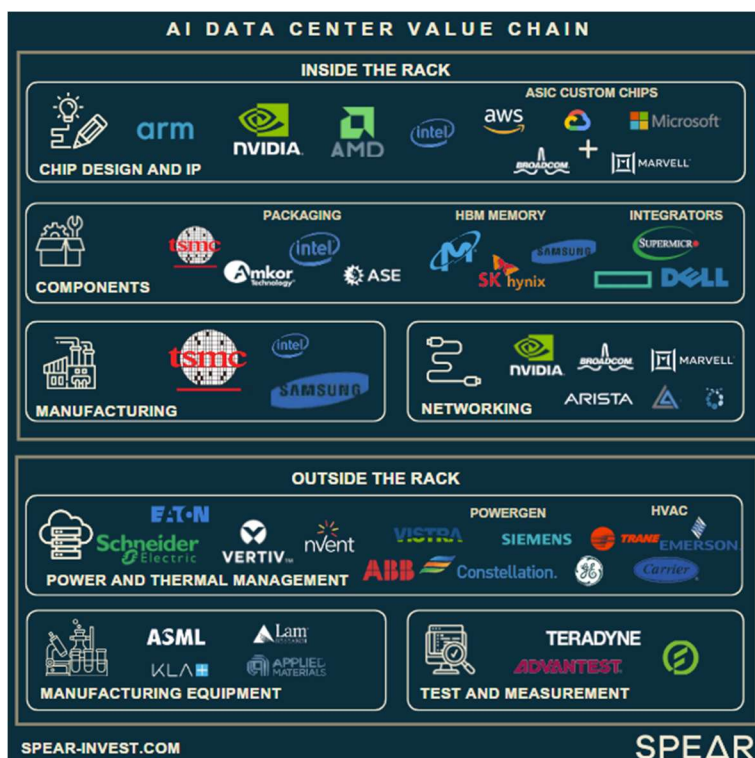 AI DATA CENTER VALUE CHAIN
INSIDE THE RACK
ASIC CUSTOM CHIPS
arm
NVIDIA.
AMD
intel
aws
Microsoft
BROADCOM
+
MARVELL
CHIP DESIGN AND IP
PACKAGING
HBM MEMORY
INTEGRATORS
tsmc
intel
SAMSUNG
SUPERMICRO
Amkor
Technology
ASE
SK hynix
DELL
COMPONENTS
tsmc
intel
SAMSUNG
MANUFACTURING
NVIDIA.
BROADCOM
MARVELL
ARISTA
NETWORKING
OUTSIDE THE RACK
POWERGEN
HVAC
EATON
Schneider
Electric
VERTIV
nVent
VISTRA
SIEMENS
TRANE
EMERSON.
ABB
Constellation.
GE
Carrier
POWER AND THERMAL MANAGEMENT
ASML
Lam
RESEARCH
KLA
APPLIED
MATERIALS
MANUFACTURING EQUIPMENT
TERADYNE
ADVANTEST.
TEST AND MEASUREMENT
SPEAR-INVEST.COM
SPEAR